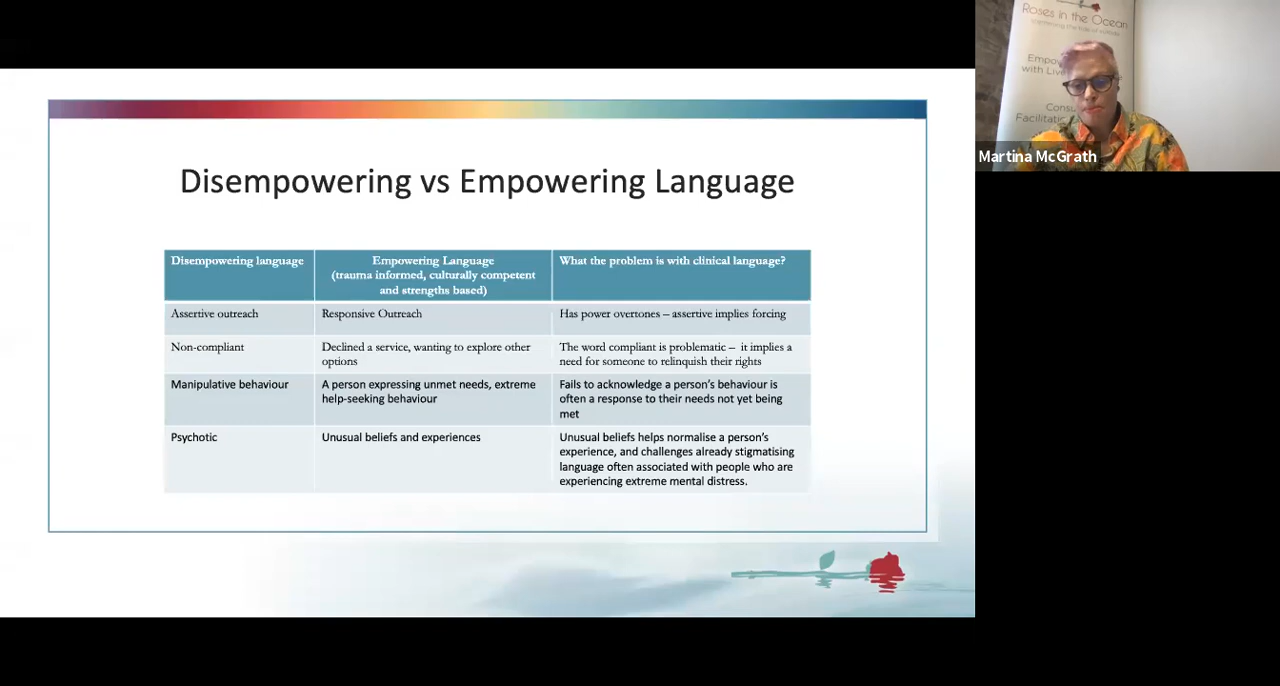 Disempowering vs Empowering Language
Disempowering language
Empowering Language
(trauma informed, culturally competent
and strengths based)
What the problem is with clinical language?
Assertive outreach
Responsive Outreach
Has power overtones – assertive implies forcing
Non-compliant
Declined a service, wanting to explore other
options
The word compliant is problematic – it implies a
need for someone to relinquish their rights
Manipulative behaviour
A person expressing unmet needs, extreme
help-seeking behaviour
Fails to acknowledge a person's behaviour is
often a response to their needs not yet being
met
Psychotic
Unusual beliefs and experiences
Unusual beliefs helps normalise a person's
experience, and challenges already stigmatising
language often associated with people who are
experiencing extreme mental distress.
Roses in the Ocean
with
Martina McGrath